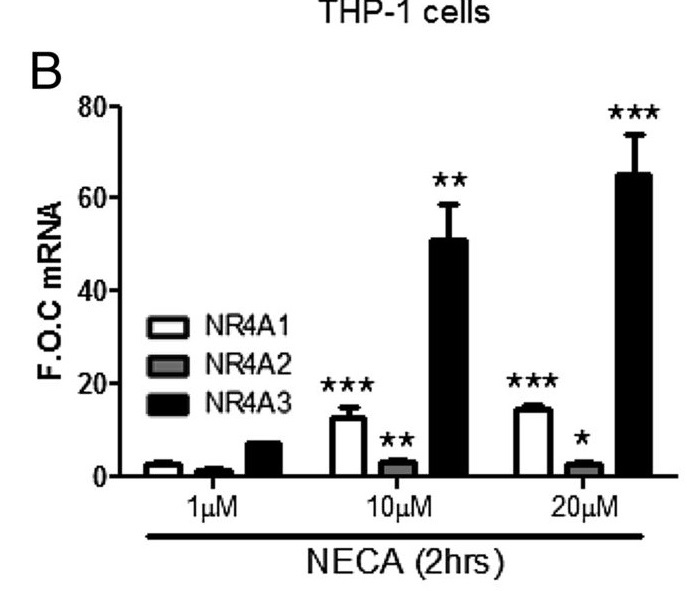 THP-1 cells
B
80
***
**
60
F.O.C mRNA
40
NR4A1
NR4A2
NR4A3
20
***
***
**
*
0
1μM 10μM 20μM
NECA (2hrs)